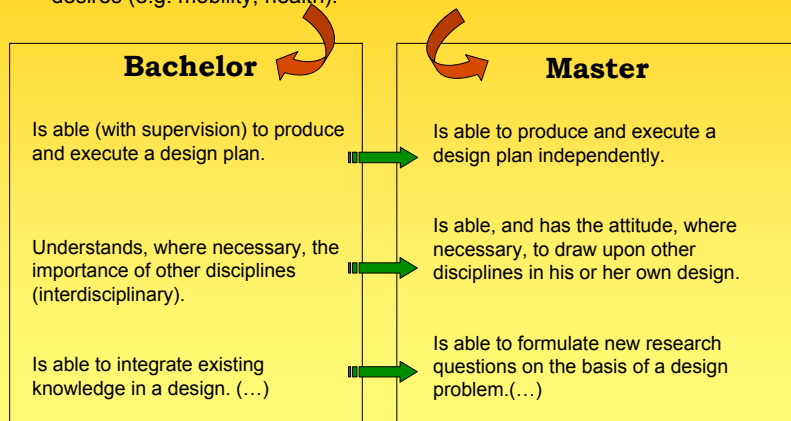 desires (e.g. mobility, health).
Bachelor
Is able (with supervision) to produce
and execute a design plan.
Understands, where necessary, the
importance of other disciplines
(interdisciplinary).
Is able to integrate existing
knowledge in a design. (…)
Master
Is able to produce and execute a
design plan independently.
Is able, and has the attitude, where
necessary, to draw upon other
disciplines in his or her own design.
Is able to formulate new research
questions on the basis of a design
problem.(…)